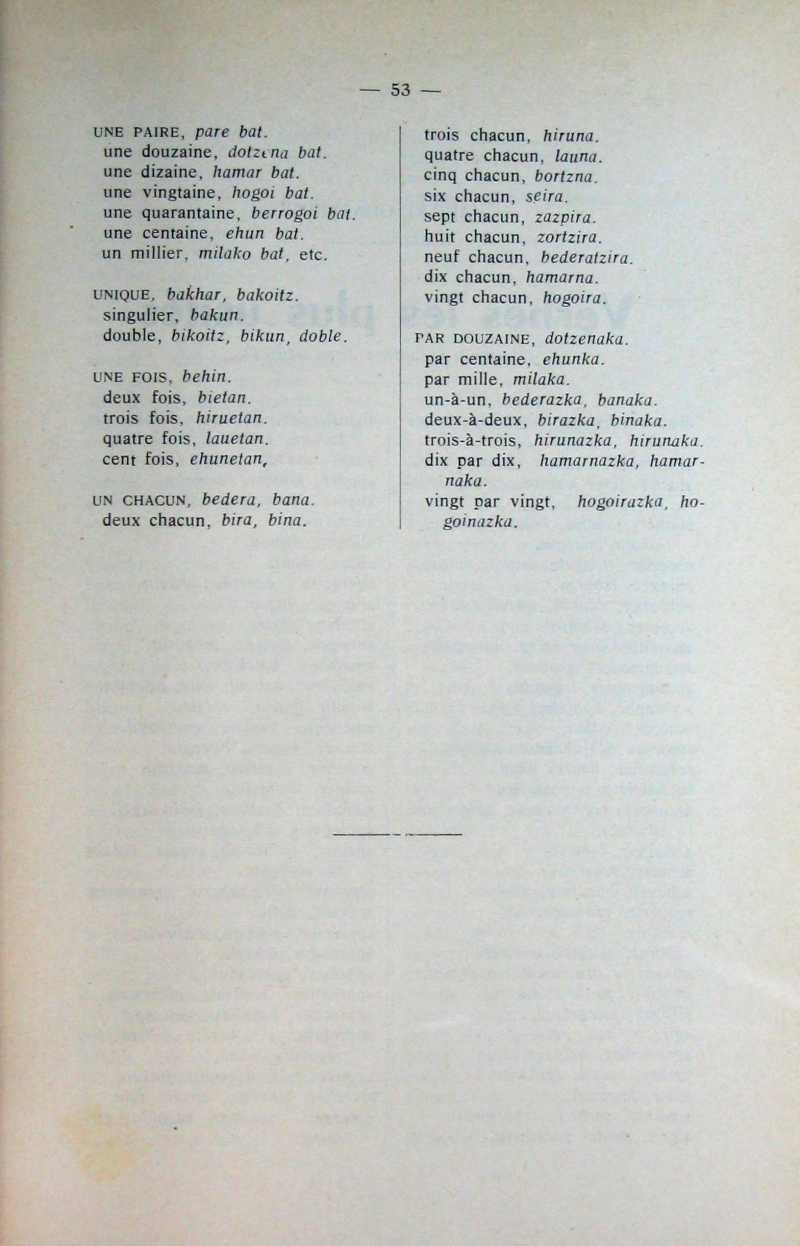 — 53 —
UNE PAIRE, pare bat.
une douzaine, dotzena bat.
une dizaine, hamar bat.
une vingtaine, hogoi bat.
une quarantaine, berrogoi bat.
une centaine, ehun bat.
un millier, milako bat, etc.
UNIQUE, bakhar, bakoitz.
singulier, bakun.
double, bikoitz, bikun, doble.
UNE FOIS, behin.
deux fois, bietan.
trois fois, hiruetan.
quatre fois, lauetan.
cent fois, ehunetan,
UN CHACUN, bedera, bana.
deux chacun, bira, bina.
trois chacun, hiruna.
quatre chacun, launa.
cinq chacun, bortzna.
six chacun, seira.
sept chacun, zazpira.
huit chacun, zortzira.
neuf chacun, bederatzira.
dix chacun, hamarna.
vingt chacun, hogoira.
PAR DOUZAINE, dotzenaka.
par centaine, ehunka.
par mille, milaka.
un-à-un, bederazka, banaka.
deux-à-deux, birazka, binaka.
trois-à-trois, hirunazka, hirunaka.
dix par dix, hamarnazka, hamar-
naka.
vingt par vingt, hogoirazka, ho-
goinazka.